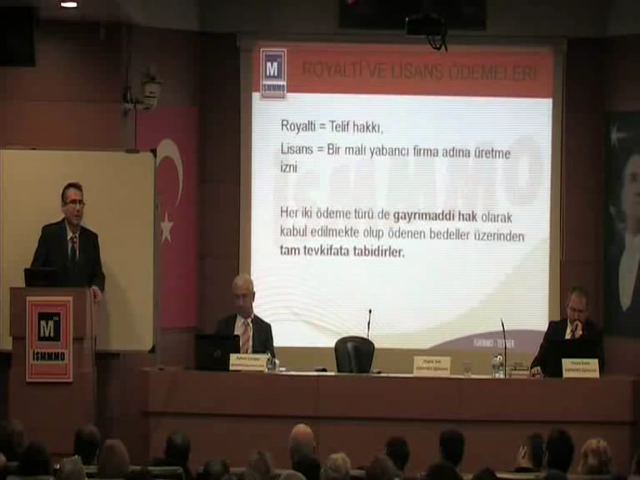 ROYALTİ VE LİSANS ÖDEMELERİ
M
İSMMMO
Royalti = Telif hakkı,
Lisans = Bir malı yabancı firma adına üretme
izni
Her iki ödeme türü de gayrimaddi hak olarak
kabul edilmekte olup ödenen bedeller üzerinden
tam tevkifata tabidirler.
M
İSMMMO